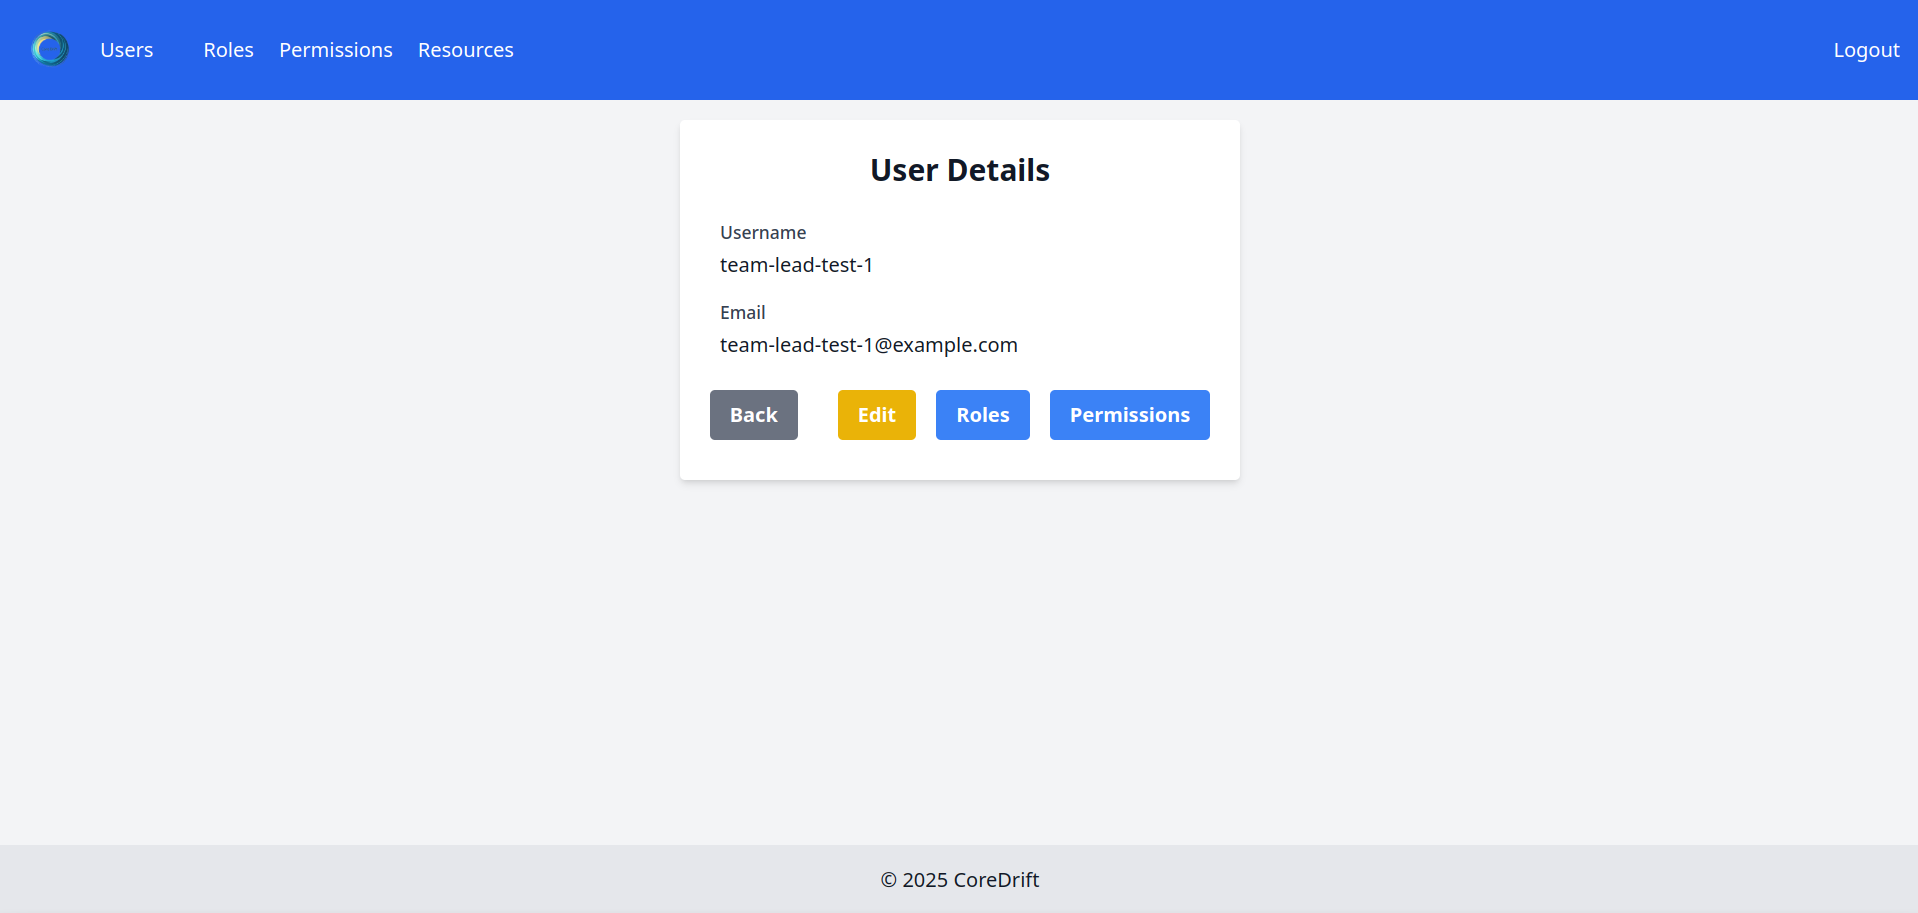 Users Roles Permissions Resources Logout
User Details
Username
team-lead-test-1
Email
team-lead-test-1@example.com
Back Edit Roles Permissions
© 2025 CoreDrift